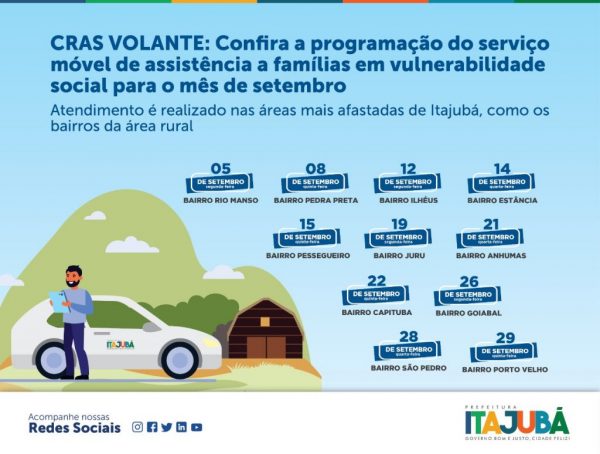 CRAS VOLANTE: Confira a programação do serviço
móvel de assistência a famílias em vulnerabilidade
social para o mês de setembro
Atendimento é realizado nas áreas mais afastadas de Itajubá, como os
bairros da área rural
05
DE SETEMBRO
segunda-feira
BAIRRO RIO MANSO
08
DE SETEMBRO
quinta-feira
BAIRRO PEDRA PRETA
12
DE SETEMBRO
segunda-feira
BAIRRO ILHÉUS
14
DE SETEMBRO
quarta-feira
BAIRRO ESTÂNCIA
15
DE SETEMBRO
quinta-feira
BAIRRO PESSEGUEIRO
19
DE SETEMBRO
segunda-feira
BAIRRO JURU
21
DE SETEMBRO
quarta-feira
BAIRRO ANHUMAS
22
DE SETEMBRO
quinta-feira
BAIRRO CAPITUBA
26
DE SETEMBRO
BAIRRO GOIABAL
28
DE SETEMBRO
quarta-feira
BAIRRO SÃO PEDRO
29
DE SETEMBRO
BAIRRO PORTO VELHO
ITAJUBÁ
Acompanhe nossas
Redes Sociais
PREFEITURA
ITAJUBÁ
GOVERNO BOM E JUSTO, CIDADE FELIZ!